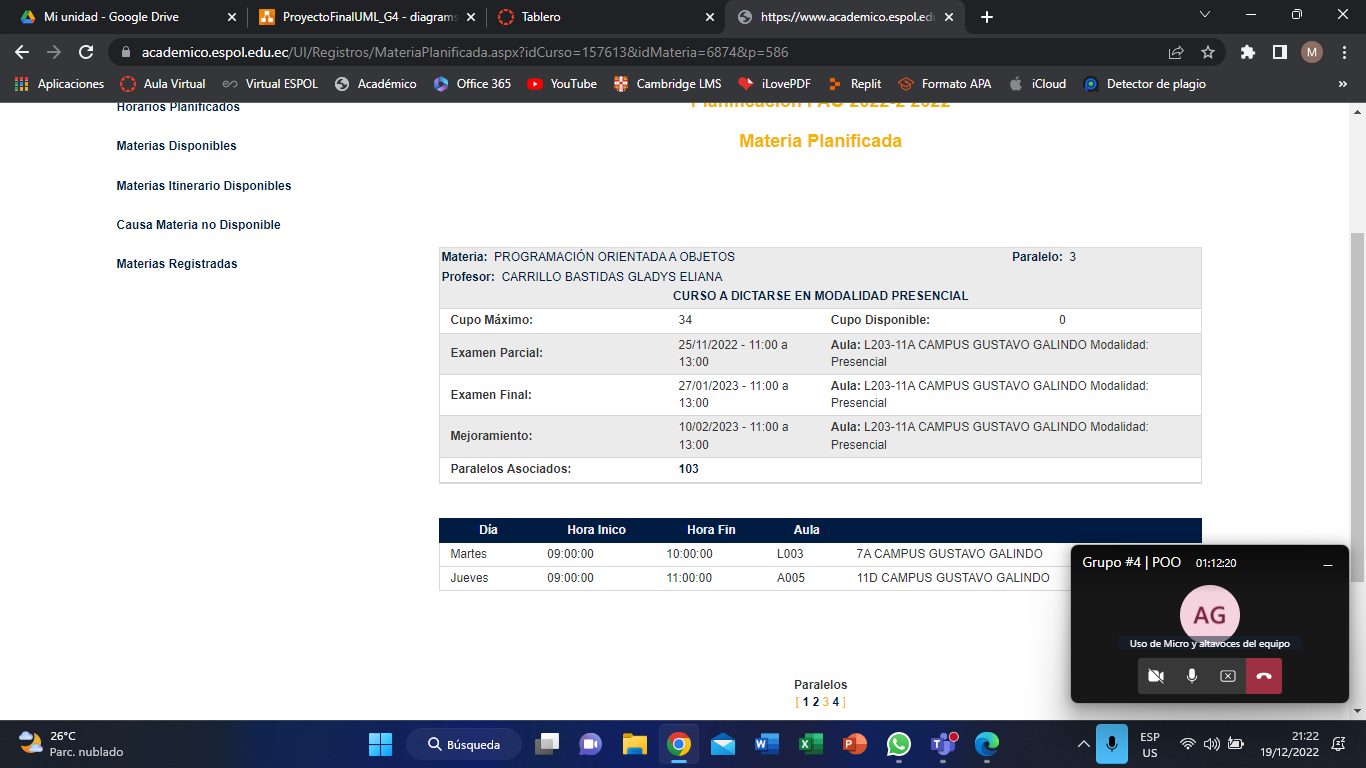 Mi unidad - Google Drive
ProyectoFinalUML_G4 - diagrams
Tablero
https://www.academico.espol.edu
academico.espol.edu.ec/UI/Registros/MateriaPlanificada.aspx?idCurso=157613&idMateria=6874&p=586
M
Aplicaciones
Aula Virtual
Virtual ESPOL
Académico
Office 365
YouTube
Cambridge LMS
iLovePDF
Replit
Formato APA
iCloud
Detector de plagio
»
Horarios Planificados
Planificación PAO 2022-2 2022
Materias Disponibles
Materia Planificada
Materias Itinerario Disponibles
Causa Materia no Disponible
Materias Registradas
Materia: PROGRAMACIÓN ORIENTADA A OBJETOS Paralelo: 3
Profesor: CARRILLO BASTIDAS GLADYS ELIANA
CURSO A DICTARSE EN MODALIDAD PRESENCIAL
Cupo Máximo: 34 Cupo Disponible: 0
Examen Parcial: 25/11/2022 - 11:00 a 13:00 Aula: L203-11A CAMPUS GUSTAVO GALINDO Modalidad: Presencial
Examen Final: 27/01/2023 - 11:00 a 13:00 Aula: L203-11A CAMPUS GUSTAVO GALINDO Modalidad: Presencial
Mejoramiento: 10/02/2023 - 11:00 a 13:00 Aula: L203-11A CAMPUS GUSTAVO GALINDO Modalidad: Presencial
Paralelos Asociados: 103
Día Hora Inico Hora Fin Aula
Martes 09:00:00 10:00:00 L003 7A CAMPUS GUSTAVO GALINDO
Jueves 09:00:00 11:00:00 A005 11D CAMPUS GUSTAVO GALINDO
Grupo #4 | POO 01:12:20
AG
Uso de Micro y altavoces del equipo
Paralelos
[ 1 2 3 4 ]
26°C
Parc. nublado
Búsqueda
ESP
US
21:22
19/12/2022